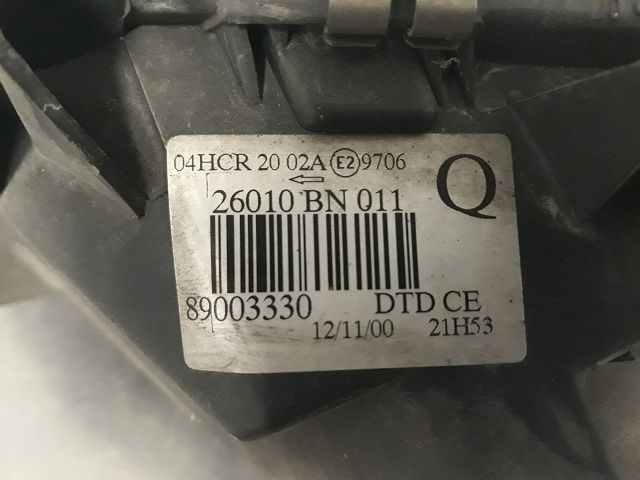 04HCR 20 02A E2 9706
Q
26010 BN 011
89003330 DTD CE
12/11/00 21H53